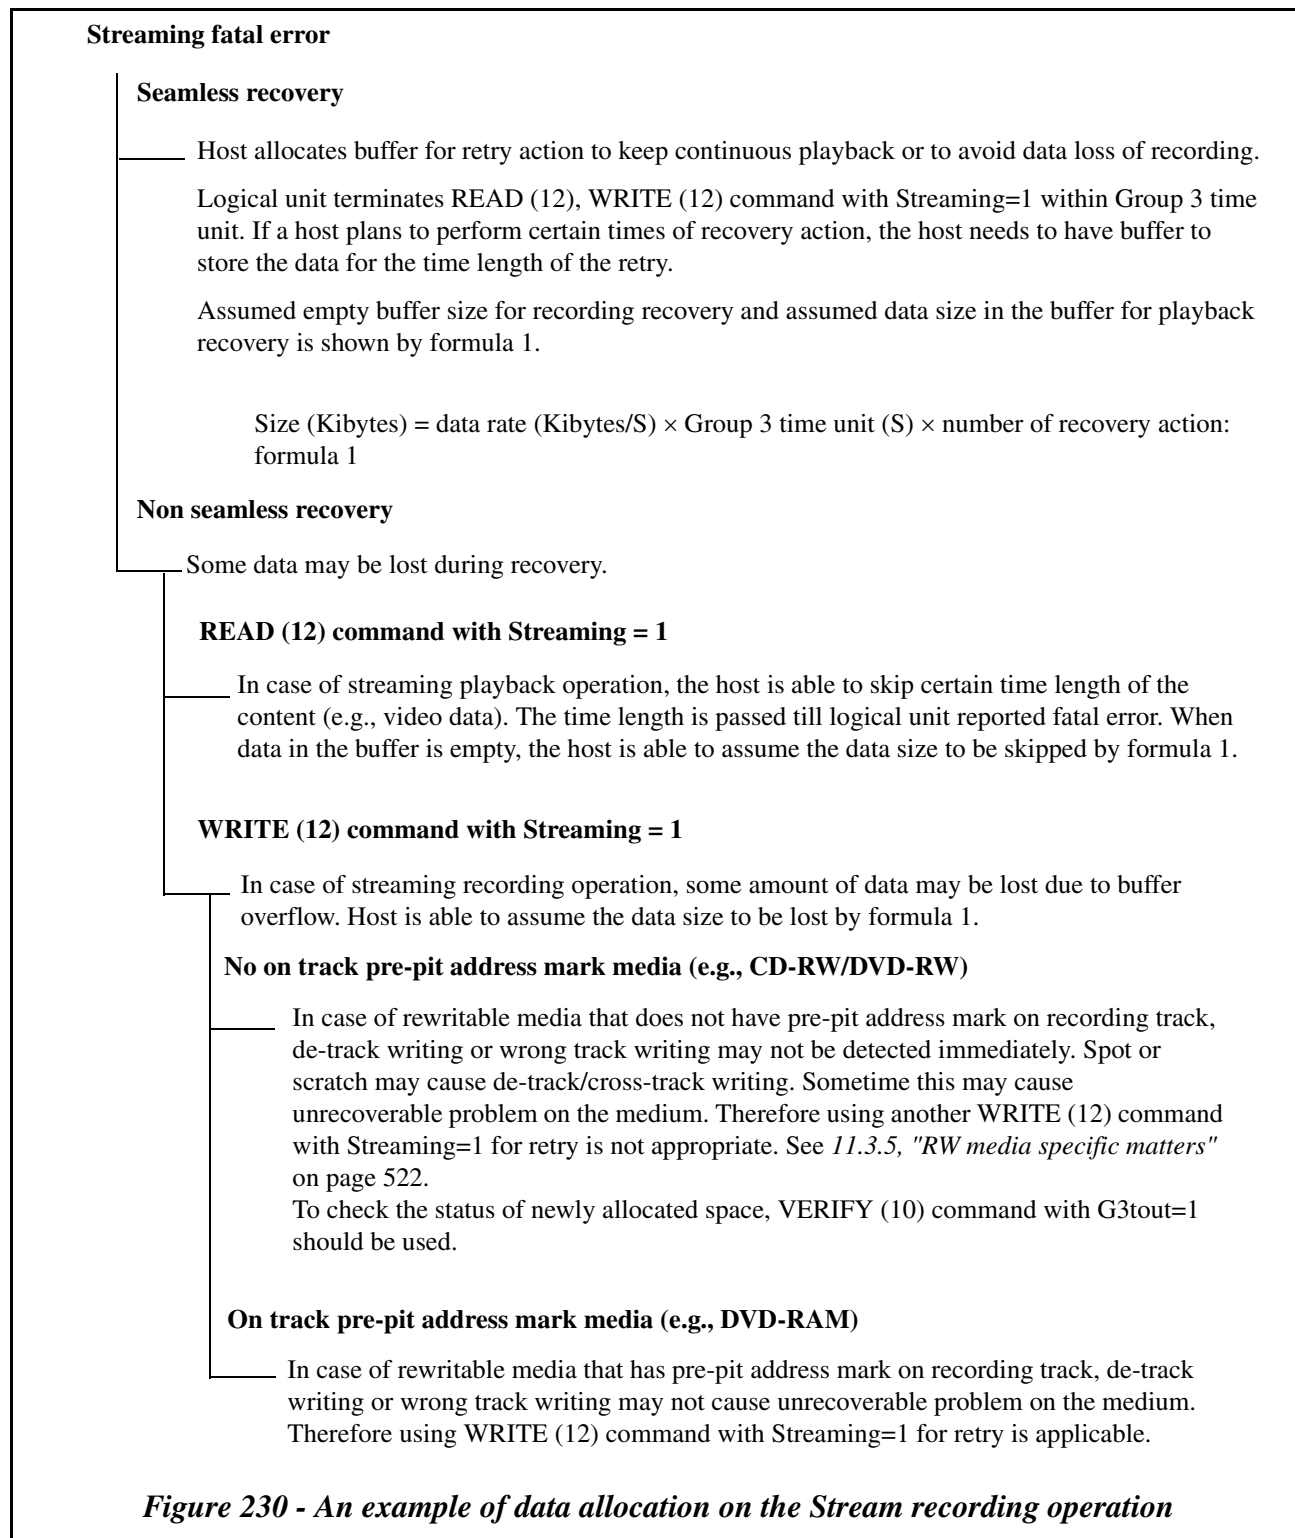 Streaming fatal error
Seamless recovery
Host allocates buffer for retry action to keep continuous playback or to avoid data loss of recording.
Logical unit terminates READ (12), WRITE (12) command with Streaming=1 within Group 3 time
unit. If a host plans to perform certain times of recovery action, the host needs to have buffer to
store the data for the time length of the retry.
Assumed empty buffer size for recording recovery and assumed data size in the buffer for playback
recovery is shown by formula 1.
Size (Kibytes) = data rate (Kibytes/S) × Group 3 time unit (S) × number of recovery action:
formula 1
Non seamless recovery
Some data may be lost during recovery.
READ (12) command with Streaming = 1
In case of streaming playback operation, the host is able to skip certain time length of the
content (e.g., video data). The time length is passed till logical unit reported fatal error. When
data in the buffer is empty, the host is able to assume the data size to be skipped by formula 1.
WRITE (12) command with Streaming = 1
In case of streaming recording operation, some amount of data may be lost due to buffer
overflow. Host is able to assume the data size to be lost by formula 1.
No on track pre-pit address mark media (e.g., CD-RW/DVD-RW)
In case of rewritable media that does not have pre-pit address mark on recording track,
de-track writing or wrong track writing may not be detected immediately. Spot or
scratch may cause de-track/cross-track writing. Sometime this may cause
unrecoverable problem on the medium. Therefore using another WRITE (12) command
with Streaming=1 for retry is not appropriate. See 11.3.5, "RW media specific matters"
on page 522.
To check the status of newly allocated space, VERIFY (10) command with G3tout=1
should be used.
On track pre-pit address mark media (e.g., DVD-RAM)
In case of rewritable media that has pre-pit address mark on recording track, de-track
writing or wrong track writing may not cause unrecoverable problem on the medium.
Therefore using WRITE (12) command with Streaming=1 for retry is applicable.
Figure 230 - An example of data allocation on the Stream recording operation